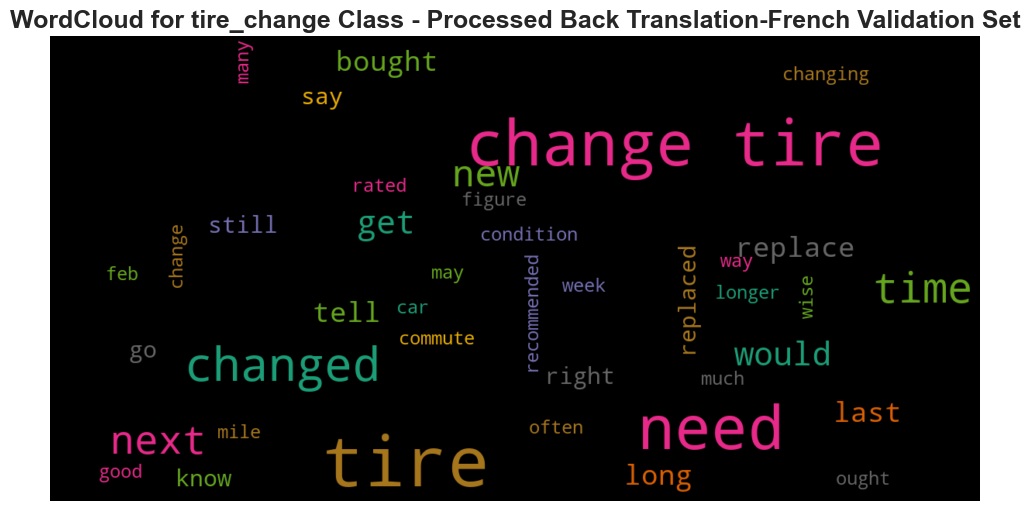 WordCloud for tire_change Class - Processed Back Translation-French Validation Set
many
bought
say
changing
change tire
new
rated
figure
get
still
condition
change
replace
feb
may
recommended
week
replaced
way
longer
wise
time
tell
car
commute
go
changed
right
would
much
next
mile
tire
often
need
last
good
know
long
ought